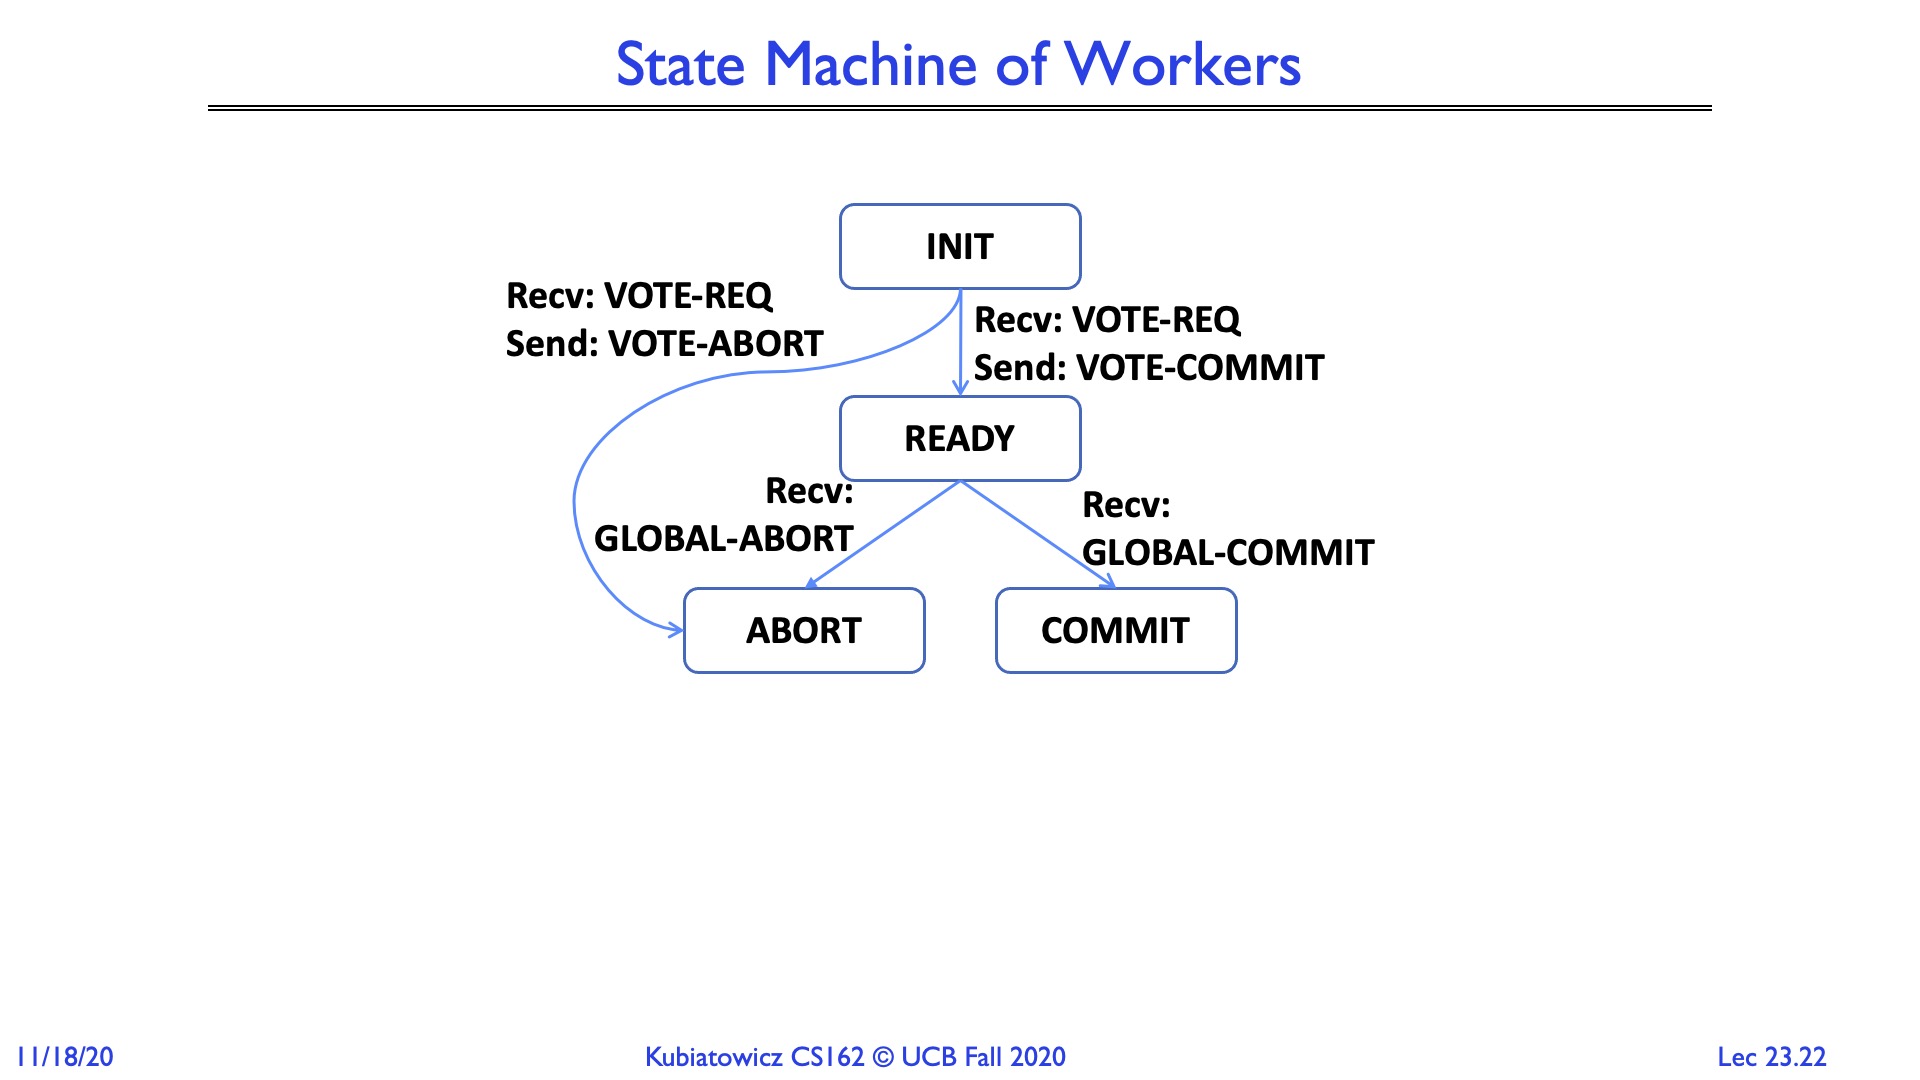 State Machine of Workers
INIT
Recv: VOTE-REQ
Send: VOTE-ABORT
Recv: VOTE-REQ
Send: VOTE-COMMIT
READY
Recv:
GLOBAL-ABORT
Recv:
GLOBAL-COMMIT
ABORT
COMMIT
11/18/20
Kubiatowicz CS162 © UCB Fall 2020
Lec 23.22